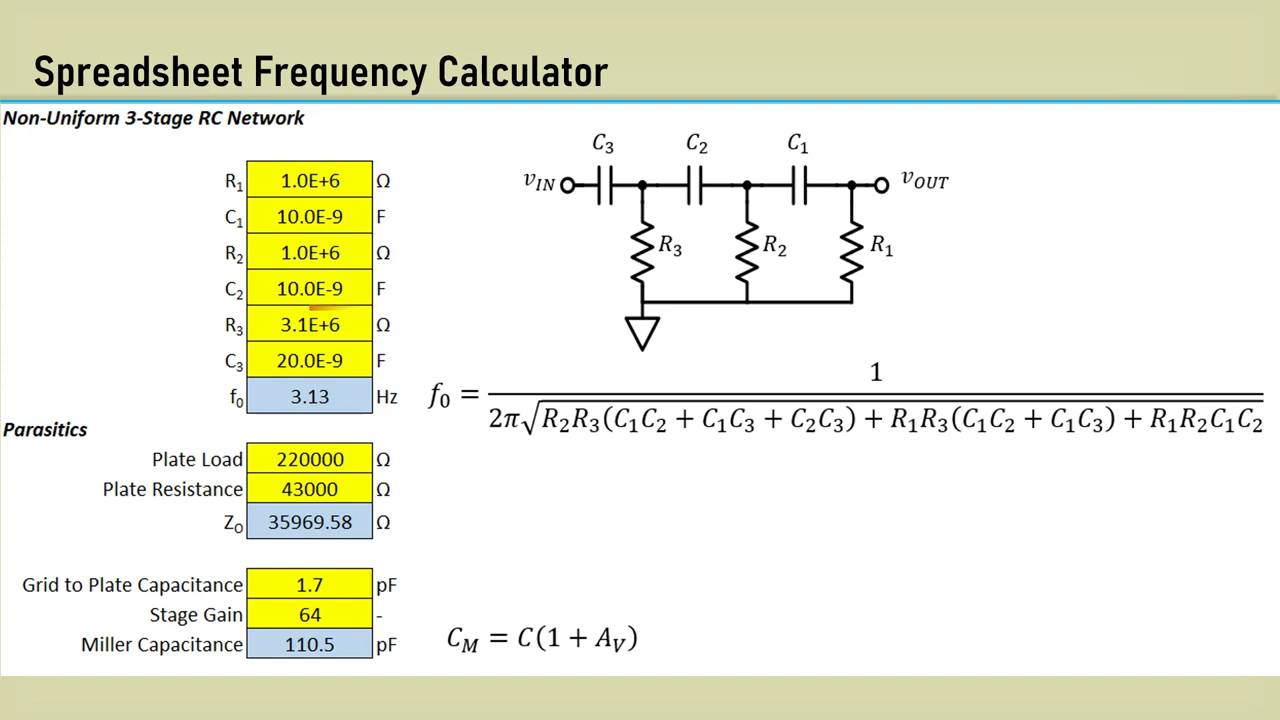 Spreadsheet Frequency Calculator
Non-Uniform 3-Stage RC Network
R₁ 1.0E+6 Ω
C₁ 10.0E-9 F
R₂ 1.0E+6 Ω
C₂ 10.0E-9 F
R₃ 3.1E+6 Ω
C₃ 20.0E-9 F
f₀ 3.13 Hz
C₃ C₂ C₁
v_IN v_OUT
R₃ R₂ R₁
f₀ = 1 / 2π√R₂R₃(C₁C₂ + C₁C₃ + C₂C₃) + R₁R₃(C₁C₂ + C₁C₃) + R₁R₂C₁C₂
Parasitics
Plate Load 220000 Ω
Plate Resistance 43000 Ω
Z_O 35969.58 Ω
Grid to Plate Capacitance 1.7 pF
Stage Gain 64 -
Miller Capacitance 110.5 pF
C_M = C(1 + A_V)